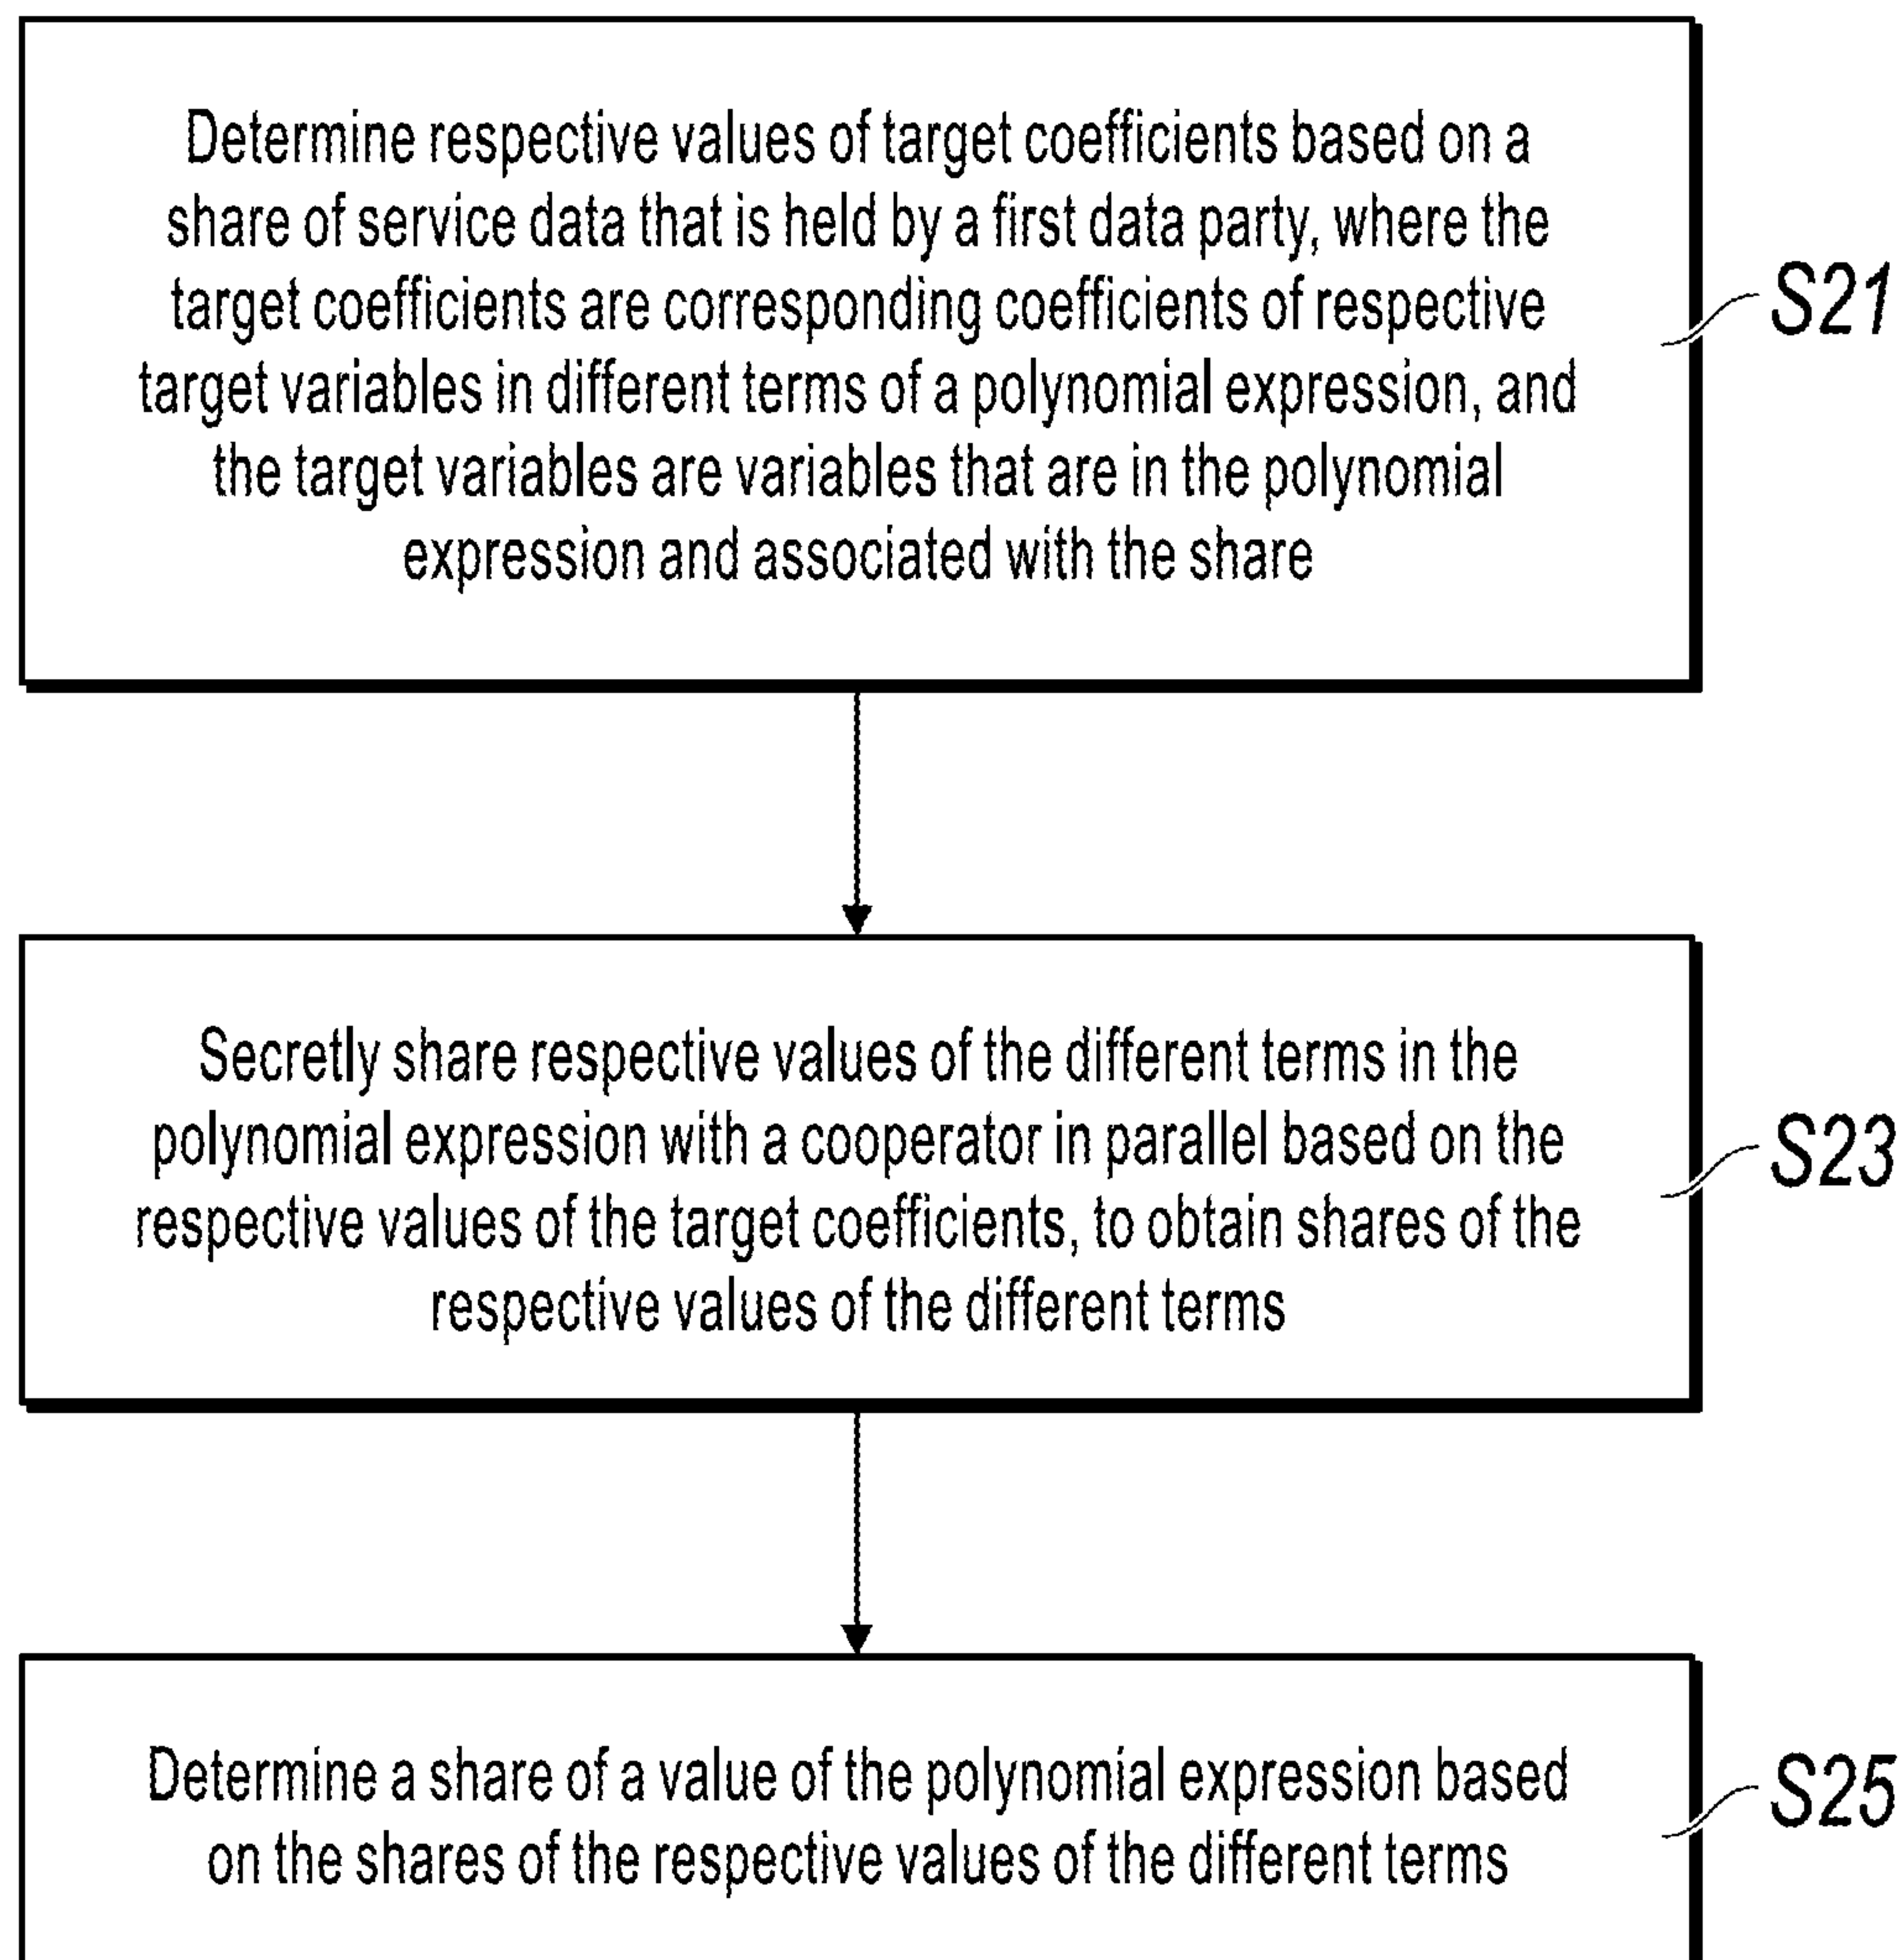 Determine respective values of target coefficients based on a
share of service data that is held by a first data party, where the
target coefficients are corresponding coefficients of respective
target variables in different terms of a polynomial expression, and
the target variables are variables that are in the polynomial
expression and associated with the share
S21
Secretly share respective values of the different terms in the
polynomial expression with a cooperator in parallel based on the
respective values of the target coefficients, to obtain shares of the
respective values of the different terms
S23
Determine a share of a value of the polynomial expression based
on the shares of the respective values of the different terms
S25